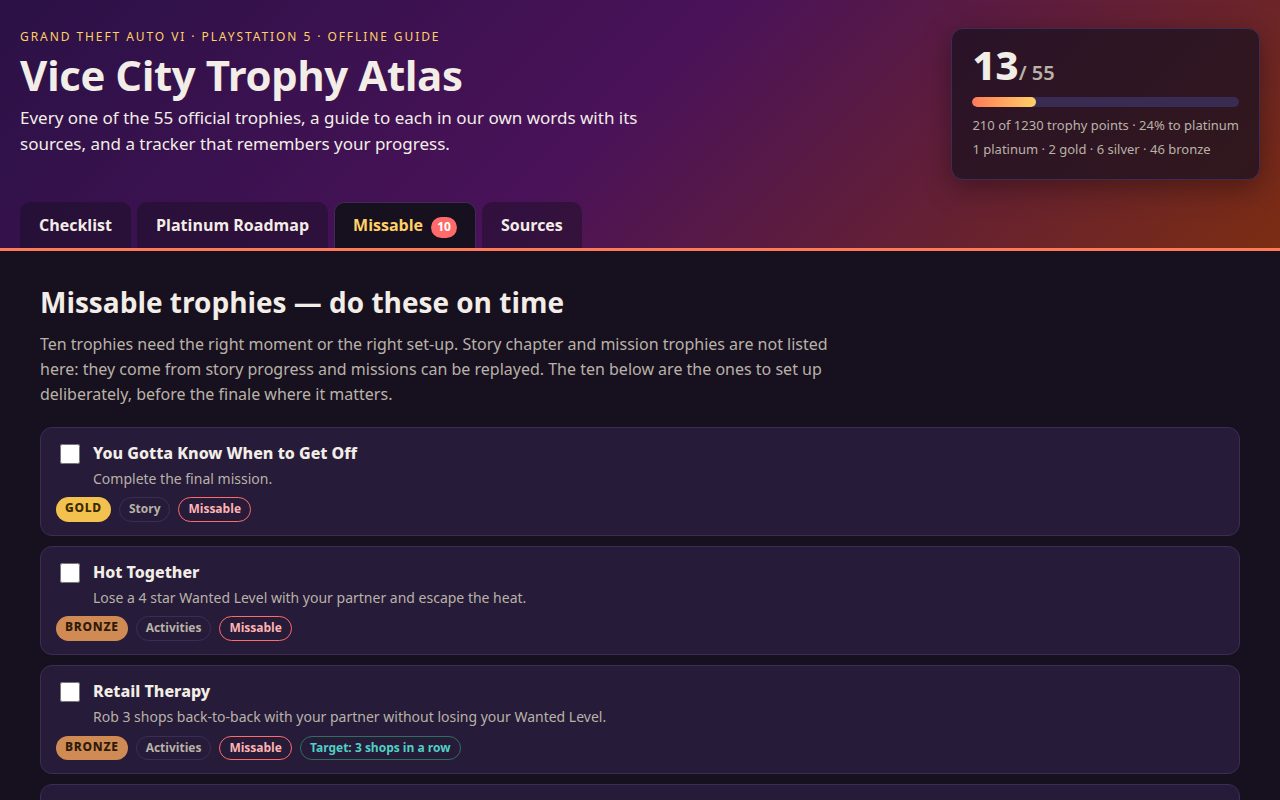 GRAND THEFT AUTO VI · PLAYSTATION 5 · OFFLINE GUIDE
Vice City Trophy Atlas
Every one of the 55 official trophies, a guide to each in our own words with its
sources, and a tracker that remembers your progress.
13/ 55
210 of 1230 trophy points · 24% to platinum
1 platinum · 2 gold · 6 silver · 46 bronze
Checklist
Platinum Roadmap
Missable 10
Sources
Missable trophies — do these on time
Ten trophies need the right moment or the right set-up. Story chapter and mission trophies are not listed
here: they come from story progress and missions can be replayed. The ten below are the ones to set up
deliberately, before the finale where it matters.
You Gotta Know When to Get Off
Complete the final mission.
GOLD Story Missable
Hot Together
Lose a 4 star Wanted Level with your partner and escape the heat.
BRONZE Activities Missable
Retail Therapy
Rob 3 shops back-to-back with your partner without losing your Wanted Level.
BRONZE Activities Missable Target: 3 shops in a row